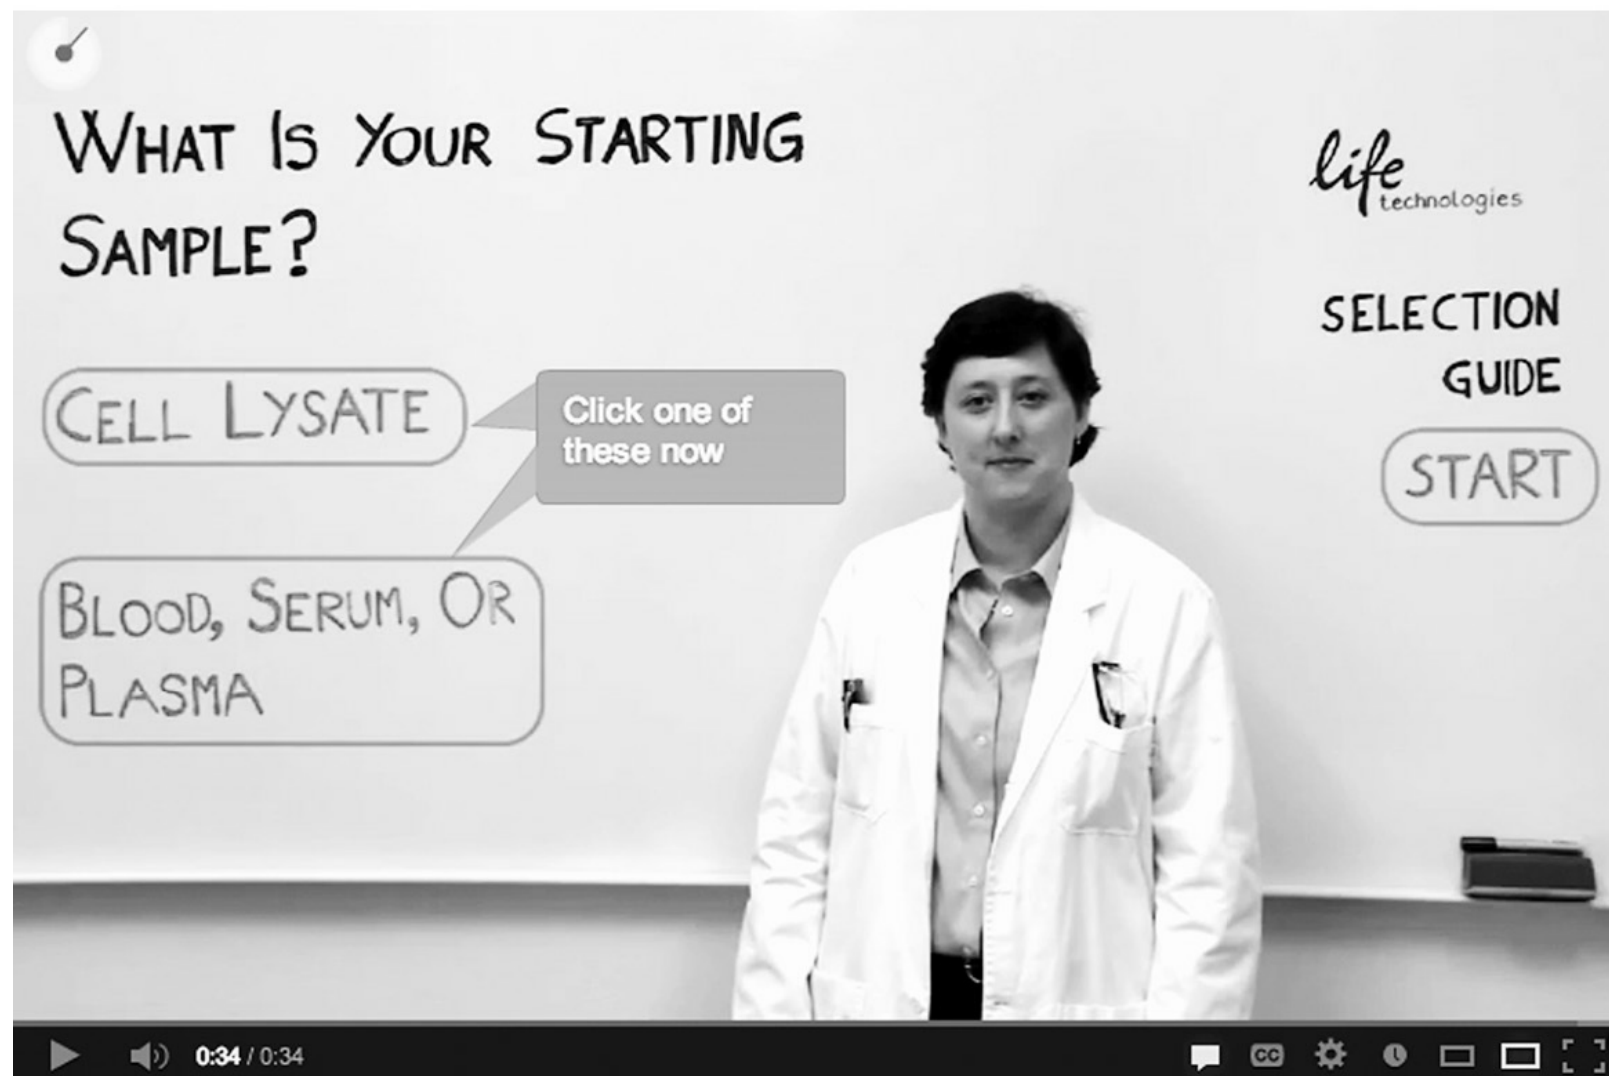 WHAT IS YOUR STARTING
SAMPLE?
CELL LYSATE
Click one of
these now
BLOOD, SERUM, OR
PLASMA
life
technologies
SELECTION
GUIDE
START
0:34 / 0:34
CC